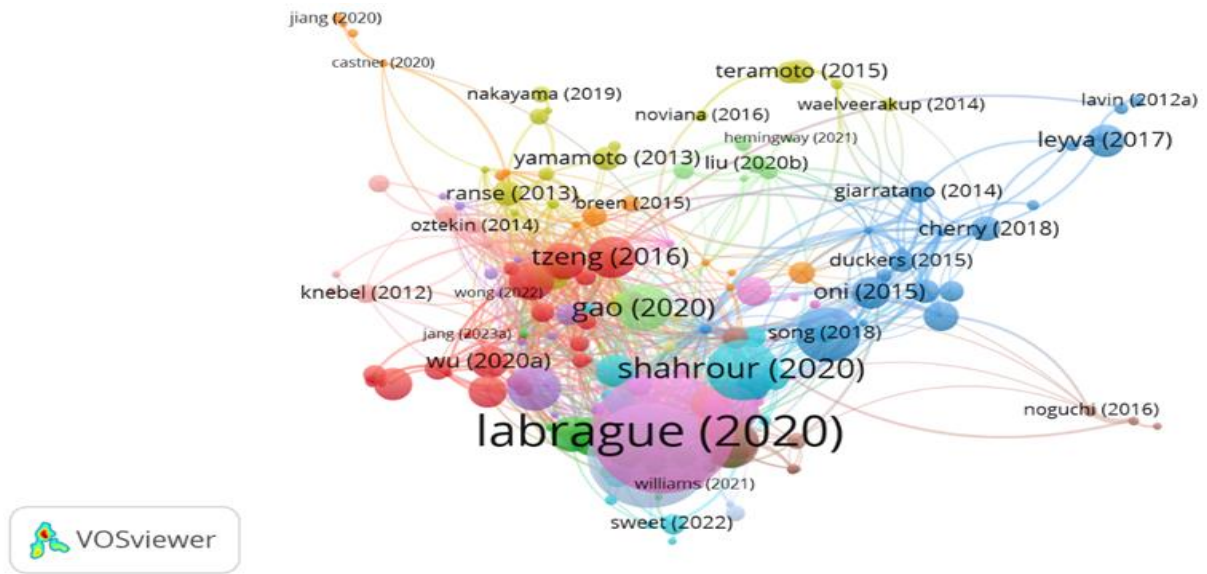 jiang (2020)
castner (2020)
teramoto (2015)
nakayama (2019)
lavin (2012a)
noviana (2016)
waelveerakup (2014)
hemingway (2021)
leyva (2017)
yamamoto (2013)
liu (2020b)
ranse (2013)
breen (2015)
giarratano (2014)
oztekin (2014)
cherry (2018)
tzeng (2016)
duckers (2015)
knebel (2012)
wong (2022)
oni (2015)
gao (2020)
jang (2023a)
song (2018)
wu (2020a)
shahrour (2020)
noguchi (2016)
labrague (2020)
williams (2021)
sweet (2022)
VOSviewer